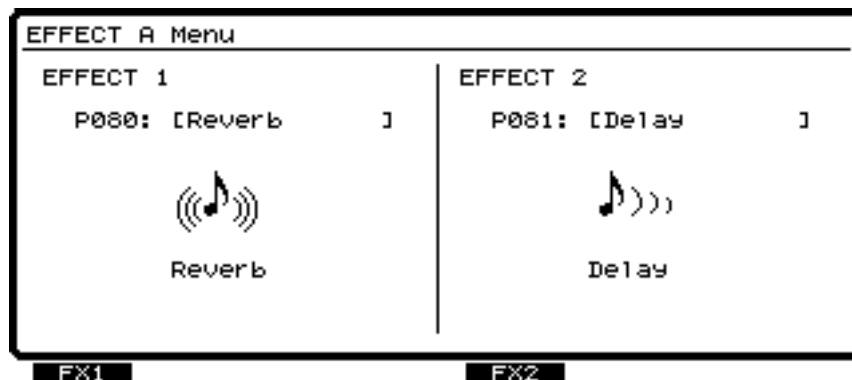 EFFECT A Menu
EFFECT 1
P080: [Reverb ]
Reverb
EFFECT 2
P081: [Delay ]
Delay
FX1
FX2